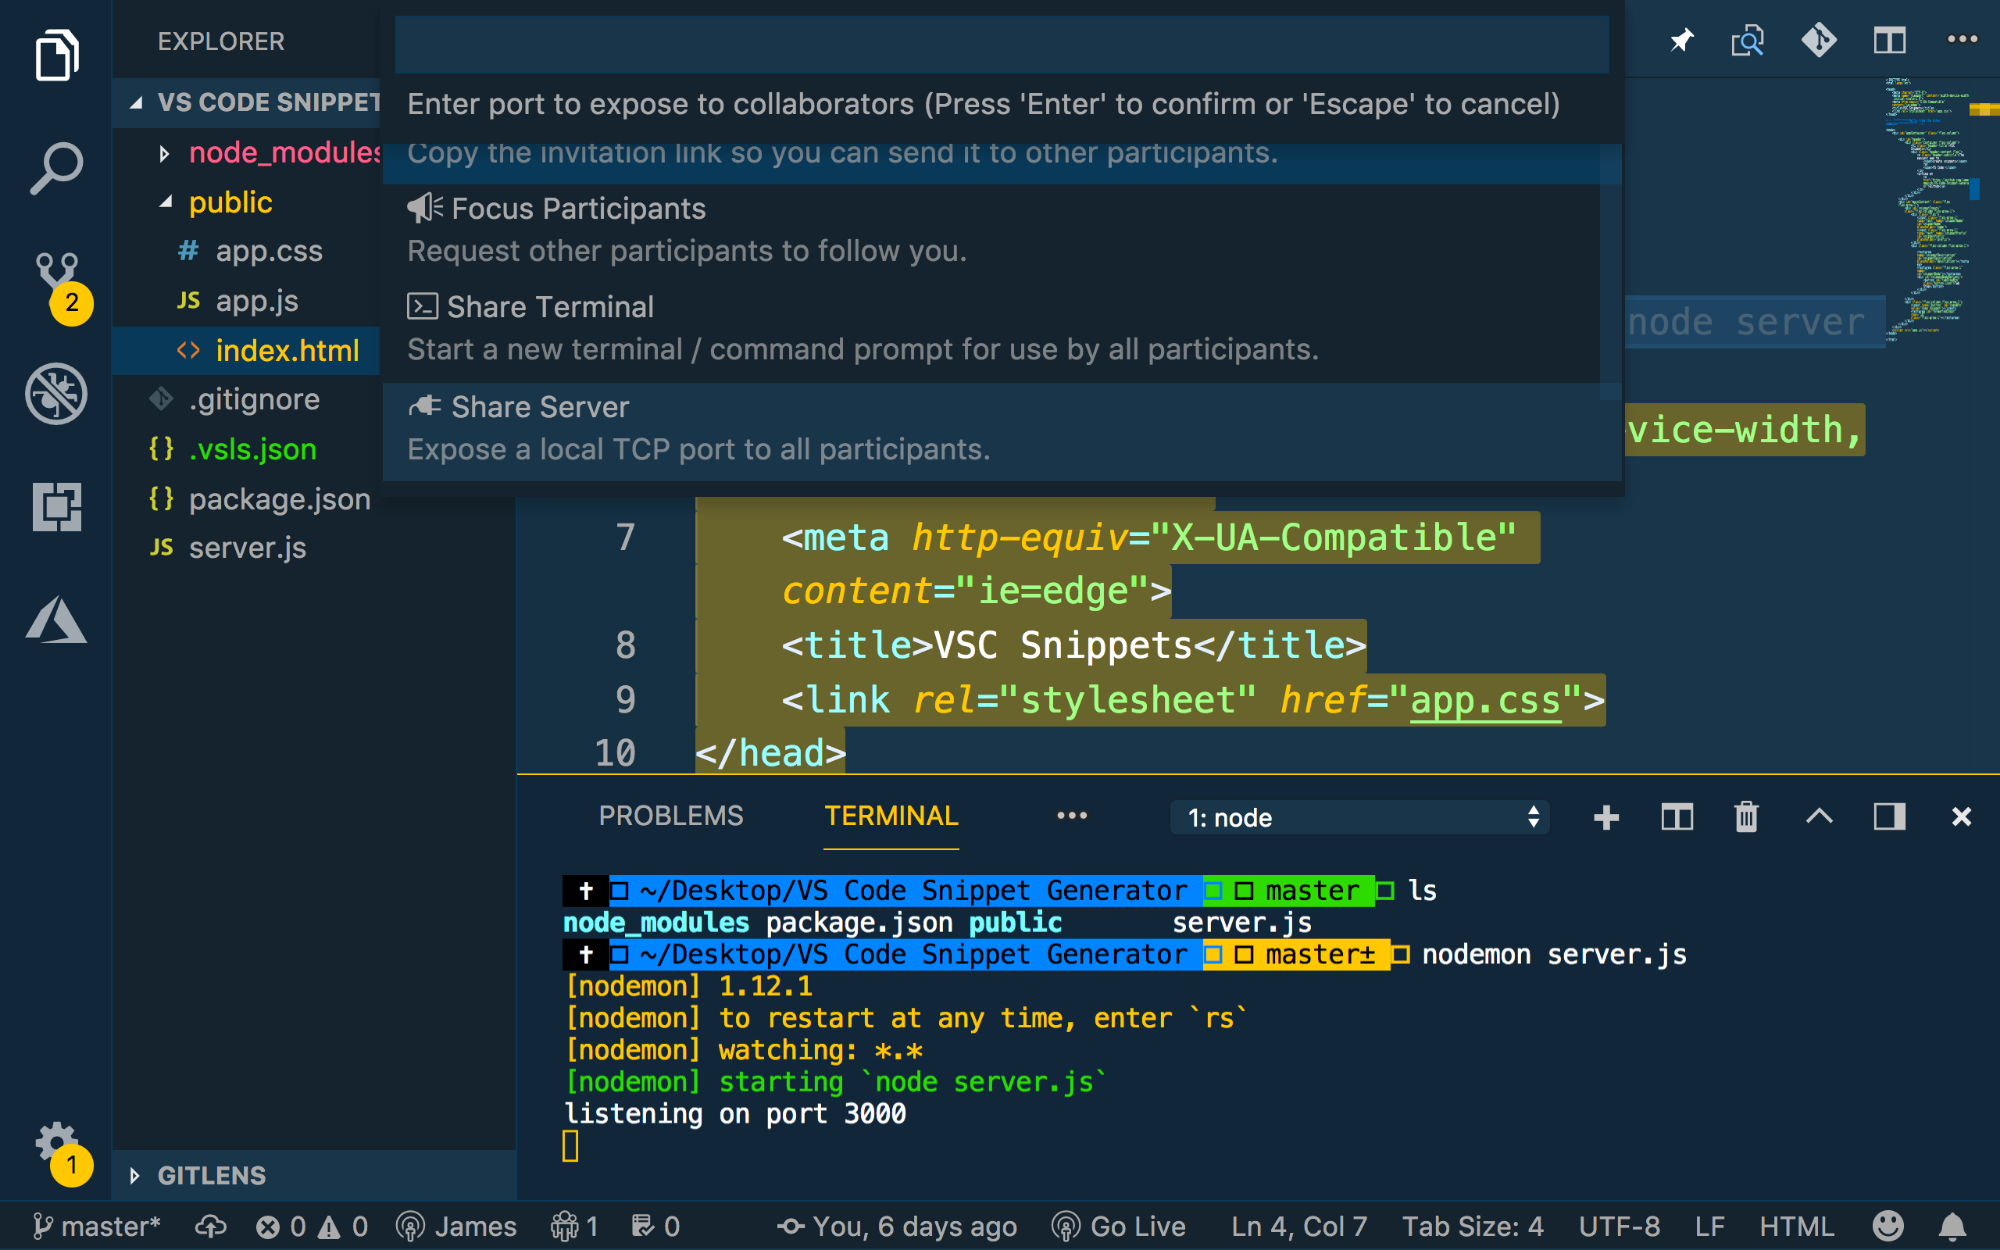 EXPLORER
VS CODE SNIPPET
node_modules
public
# app.css
JS app.js
<> index.html
.gitignore
{} .vsls.json
{} package.json
JS server.js
GITLENS
2
1
Enter port to expose to collaborators (Press 'Enter' to confirm or 'Escape' to cancel)
Copy the invitation link so you can send it to other participants.
Focus Participants
Request other participants to follow you.
Share Terminal
Start a new terminal / command prompt for use by all participants.
Share Server
Expose a local TCP port to all participants.
node server
vice-width,
7 <meta http-equiv="X-UA-Compatible"
content="ie=edge">
8 <title>VSC Snippets</title>
9 <link rel="stylesheet" href="app.css">
10 </head>
PROBLEMS TERMINAL ••• 1: node
~/Desktop/VS Code Snippet Generator master ls
node_modules package.json public server.js
~/Desktop/VS Code Snippet Generator master± nodemon server.js
[nodemon] 1.12.1
[nodemon] to restart at any time, enter `rs`
[nodemon] watching: *.*
[nodemon] starting `node server.js`
listening on port 3000
master* 0 0 James 1 0 You, 6 days ago Go Live Ln 4, Col 7 Tab Size: 4 UTF-8 LF HTML